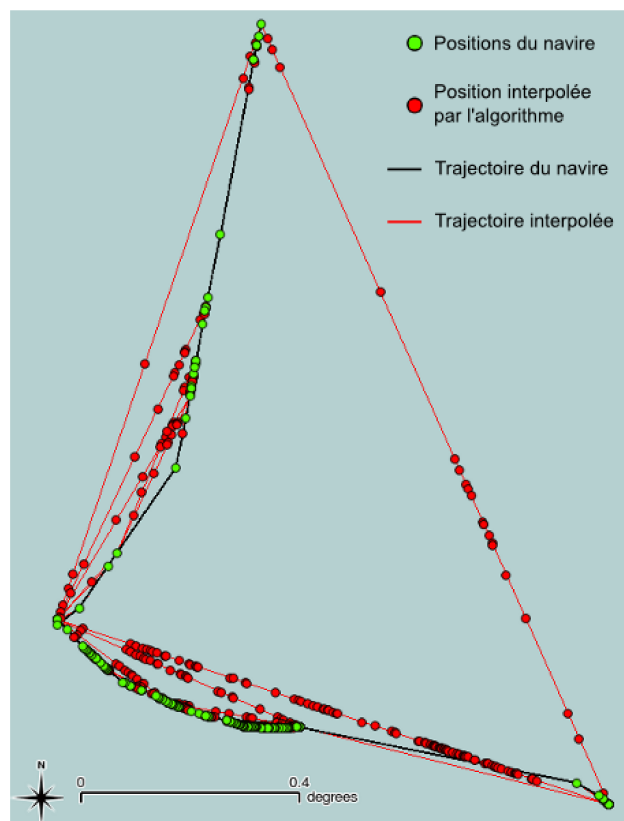 Positions du navire
Position interpolée
par l'algorithme
Trajectoire du navire
Trajectoire interpolée
N
0 0.4
degrees